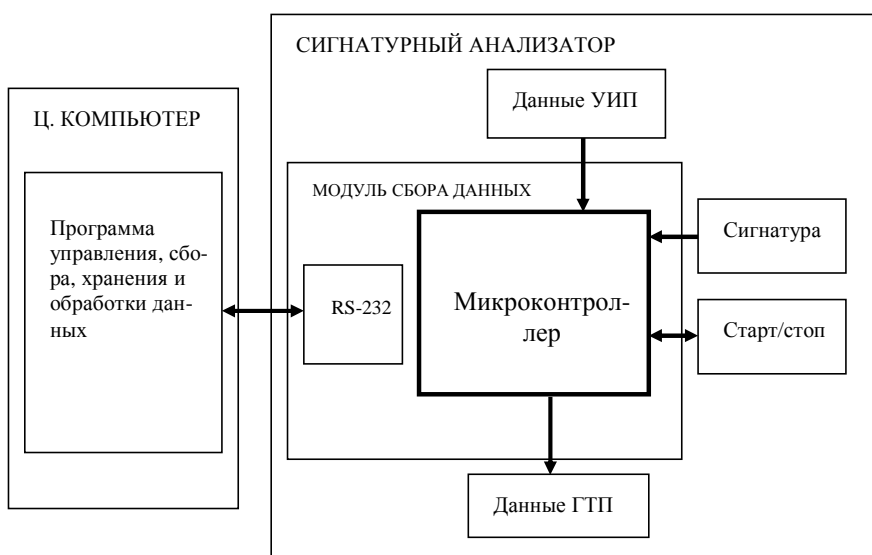 СИГНАТУРНЫЙ АНАЛИЗАТОР
Данные УИП
Ц. КОМПЬЮТЕР
МОДУЛЬ СБОРА ДАННЫХ
Программа
управления, сбо-
ра, хранения и
обработки дан-
ных
RS-232
Микроконтрол-
лер
Сигнатура
Старт/стоп
Данные ГТП